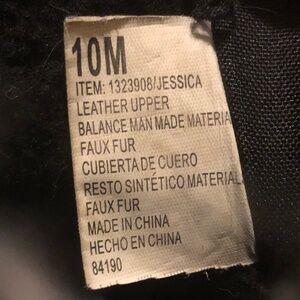 10M
ITEM: 1323908/JESSICA
LEATHER UPPER
BALANCE MAN MADE MATERIA
FAUX FUR
CUBIERTA DE CUERO
RESTO SINTÉTICO MATERIAL
FAUX FUR
MADE IN CHINA
HECHO EN CHINA
84190